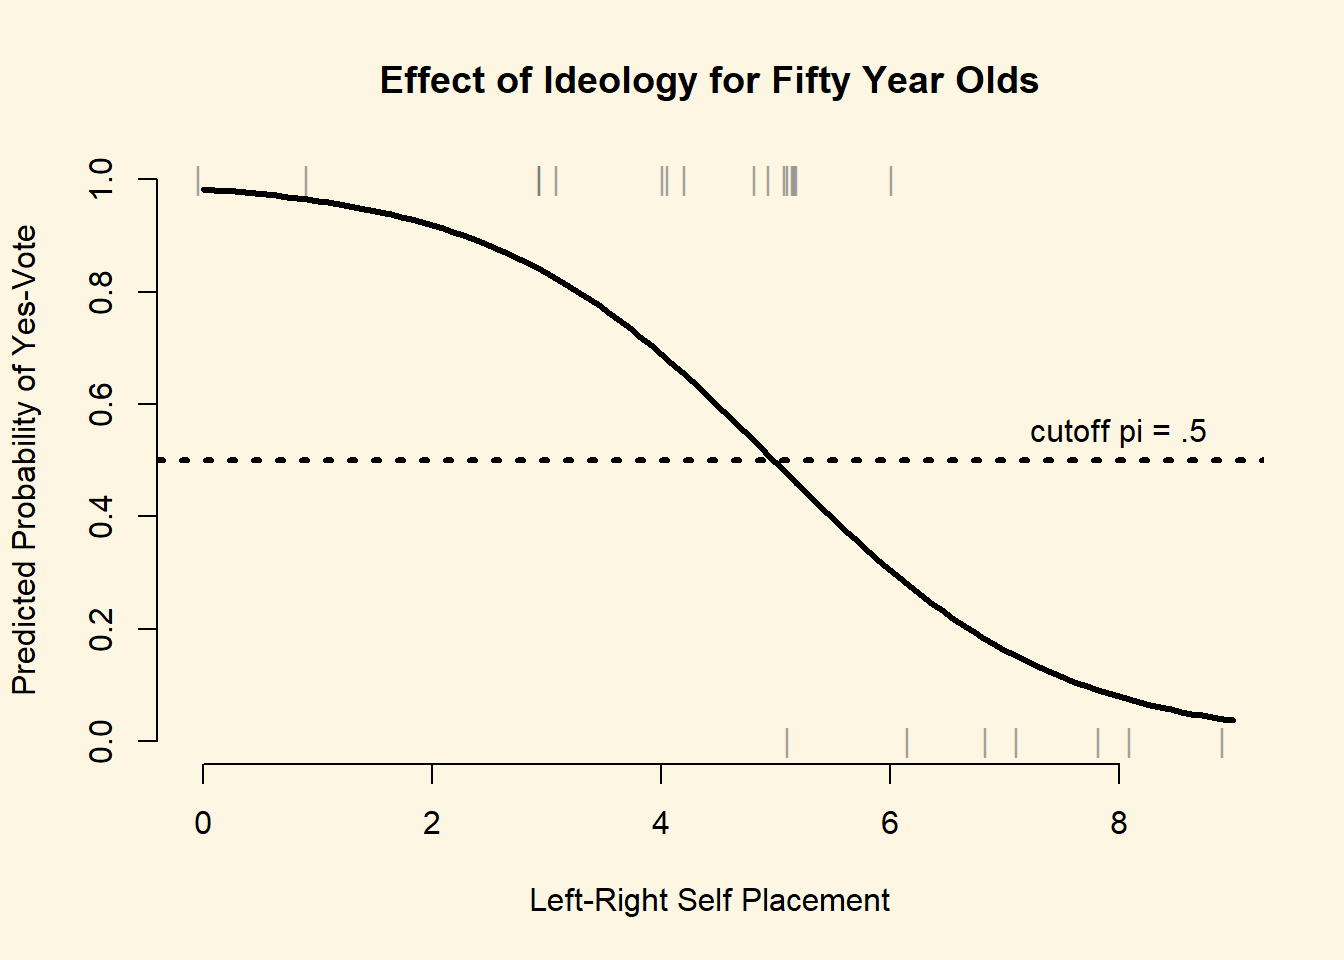 Effect of Ideology for Fifty Year Olds
Predicted Probability of Yes-Vote
1.0
0.8
0.6
0.4
0.2
0.0
cutoff pi = .5
0 2 4 6 8
Left-Right Self Placement